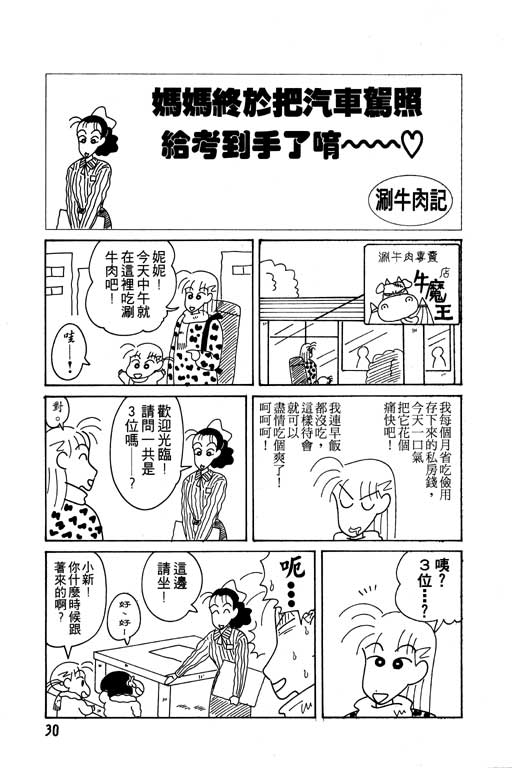 媽媽終於把汽車駕照
給考到手了唷～～～♡
涮牛肉記
涮牛肉專賣
店
牛魔王
妮妮！
今天中午就
在這裡吃涮
牛肉吧！
哇——！
我每個月省吃儉用
存下來的私房錢，
今天一口氣
把它花個
痛快吧！
我連早飯
都沒吃，
這樣待會
就可以
盡情吃個爽了！
呵呵呵！
歡迎光臨！
請問一共是
3位嗎——？
對。
咦？
3位…？
呃…
這邊
請坐！
好、好—
小新！
你什麼時候跟
著來的啊？
30